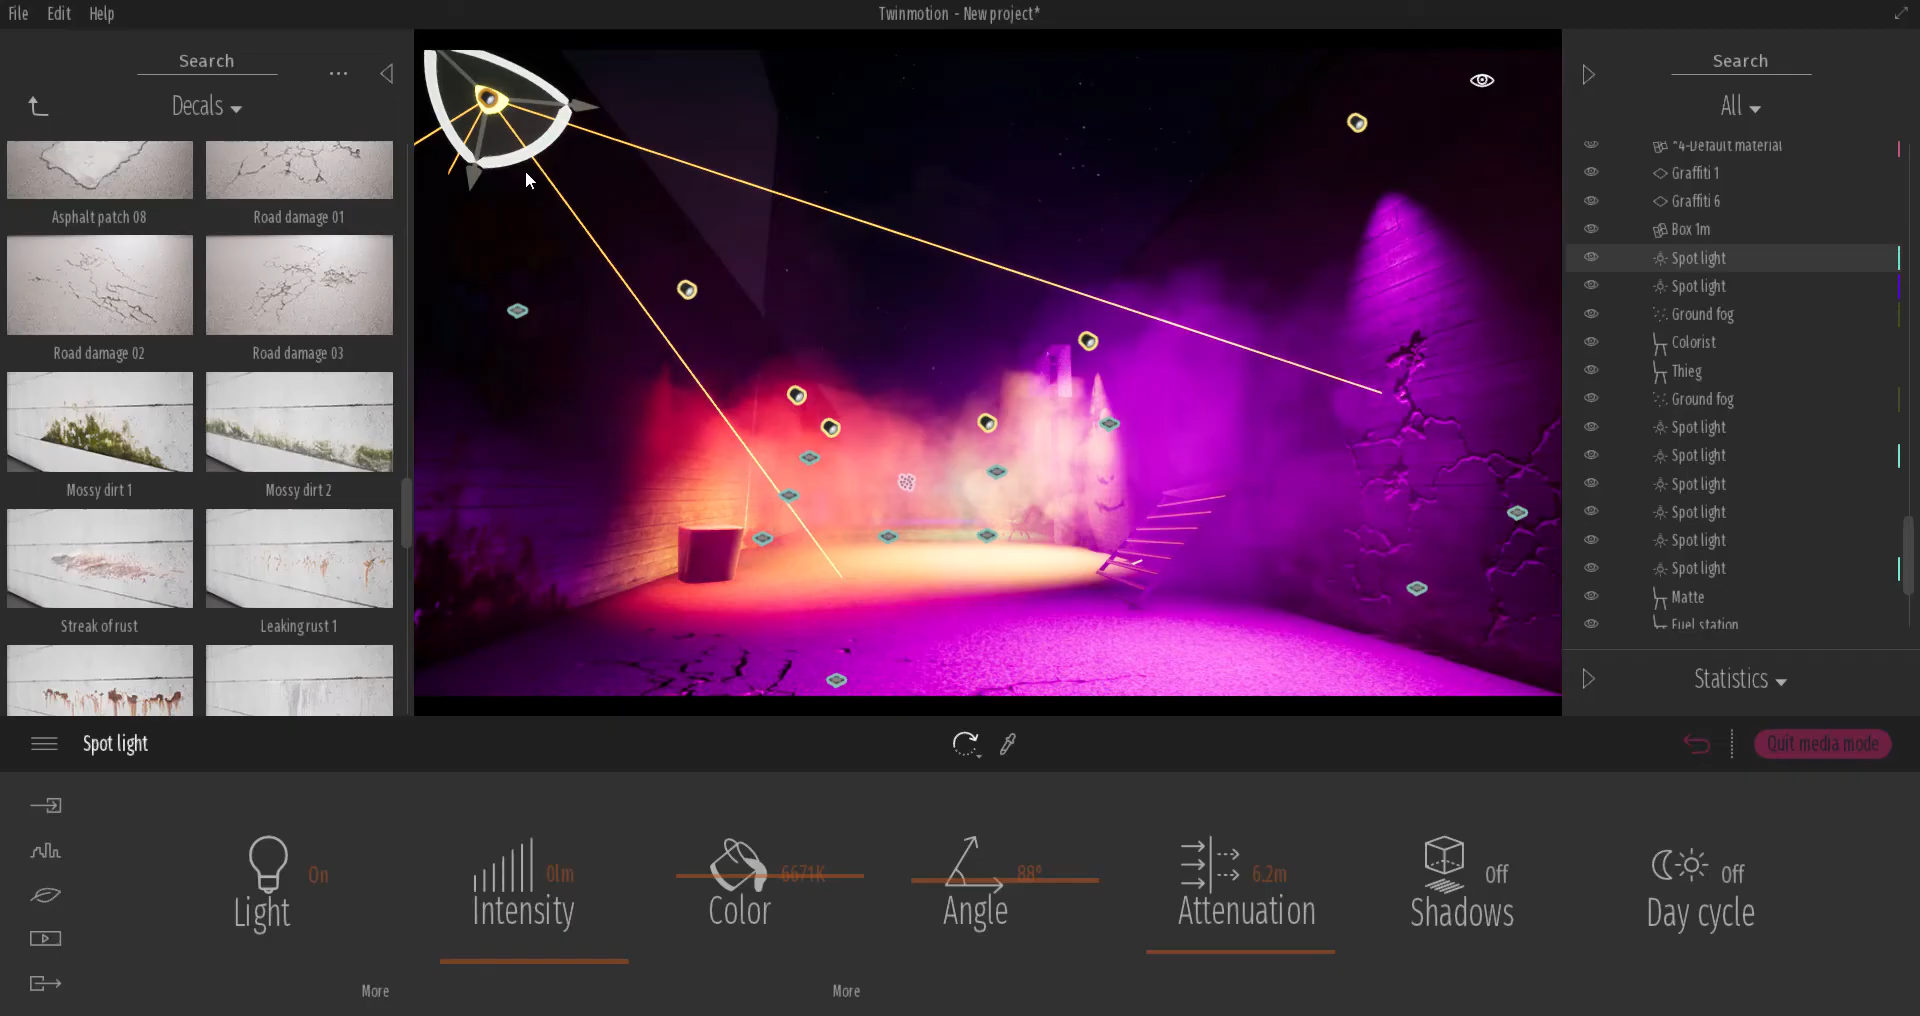 File Edit Help
Twinmotion - New project*
Search
Decals
Asphalt patch 08
Road damage 01
Road damage 02
Road damage 03
Mossy dirt 1
Mossy dirt 2
Streak of rust
Leaking rust 1
Search
All
*4-Default material
Graffiti 1
Graffiti 6
Box 1m
Spot light
Spot light
Ground fog
Colorist
Thieg
Ground fog
Spot light
Spot light
Spot light
Spot light
Spot light
Spot light
Matte
Fuel station
Statistics
Spot light
Quit media mode
On
Light
0lm
Intensity
6671K
Color
88°
Angle
6.2m
Attenuation
Off
Shadows
Off
Day cycle
More
More